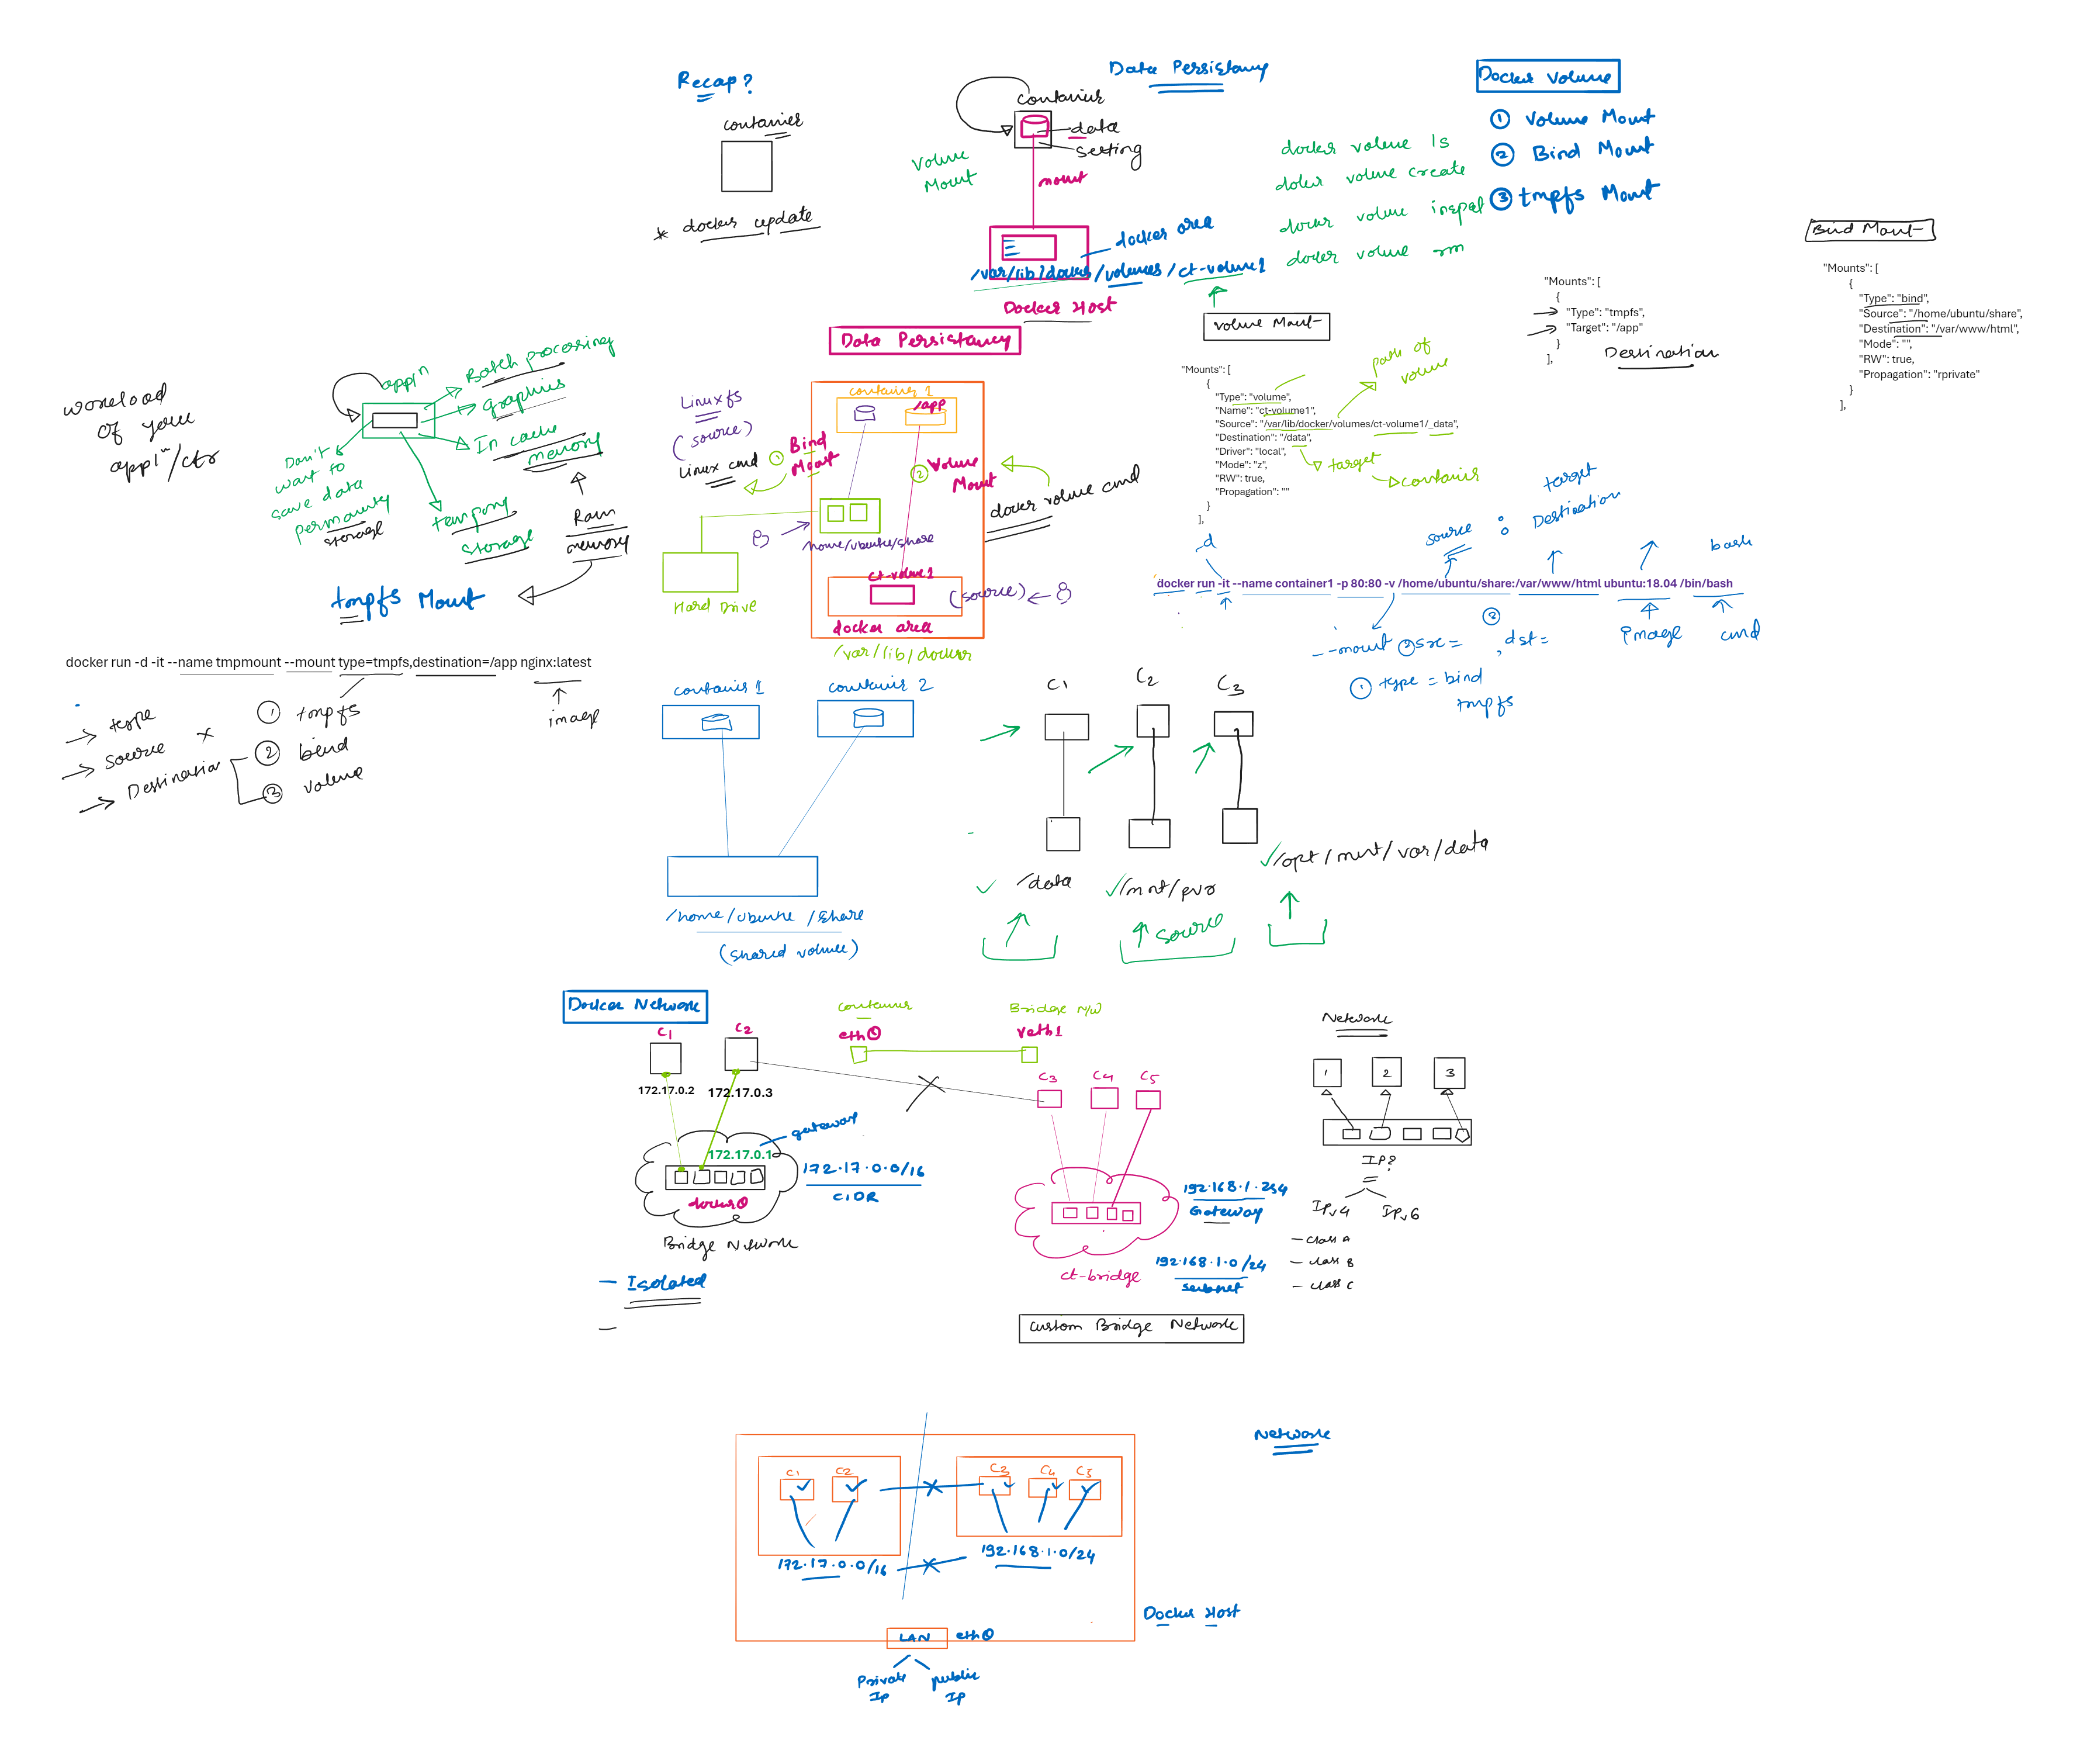 Recap?
container
* docker update
Data Persistancy
container
data
setting
Volume
Mount
mount
docker area
/var/lib/docker/volumes/ct-volume1
Docker Host
docker volume ls
docker volume create
docker volume inspect
docker volume rm
Docker Volume
1 Volume Mount
2 Bind Mount
3 tmpfs Mount
Volume Mount
"Mounts": [
{
"Type": "volume",
"Name": "ct-volume1",
"Source": "/var/lib/docker/volumes/ct-volume1/_data",
"Destination": "/data",
"Driver": "local",
"Mode": "z",
"RW": true,
"Propagation": ""
}
],
path of
volume
target
container
"Mounts": [
{
"Type": "tmpfs",
"Target": "/app"
}
],
Destination
Bind Mount
"Mounts": [
{
"Type": "bind",
"Source": "/home/ubuntu/share",
"Destination": "/var/www/html",
"Mode": "",
"RW": true,
"Propagation": "rprivate"
}
],
workload
of your
appln/ctr
appln
Batch processing
graphics
In cache
memory
Don't
want to
save data
permanently
storage
temporary
storage
Ram
memory
tmpfs Mount
docker run -d -it --name tmpmount --mount type=tmpfs,destination=/app nginx:latest
image
type
source x
Destination
1 tmpfs
2 bind
3 volume
Data Persistancy
container 1
/app
Linuxfs
(source)
Linux cmd
1 Bind
Mount
2 Volume
Mount
docker volume cmd
/home/ubuntu/share
Hard Drive
ct-volume1
(source)
docker area
/var/lib/docker
-d
source : target
Destination
bash
docker run -it --name container1 -p 80:80 -v /home/ubuntu/share:/var/www/html ubuntu:18.04 /bin/bash
--mount 2 src= , 3 dst=
1 type = bind
tmpfs
image
cmd
container 1
container 2
/home/ubuntu/share
(shared volume)
C1
C2
C3
/data
/mnt/pvo
/opt/mnt/var/data
source
Docker Network
C1
C2
172.17.0.2
172.17.0.3
gateway
172.17.0.1
172.17.0.0/16
CIDR
docker0
Bridge Network
- Isolated
-
container
eth0
Bridge N/W
veth1
C3
C4
C5
192.168.1.254
Gateway
192.168.1.0/24
subnet
ct-bridge
Custom Bridge Network
Network
1
2
3
IP?
IPv4
IPv6
- class A
- class B
- class C
Network
C1
C2
C3
C4
C5
172.17.0.0/16
192.168.1.0/24
Docker Host
LAN
eth0
Private
Ip
public
Ip